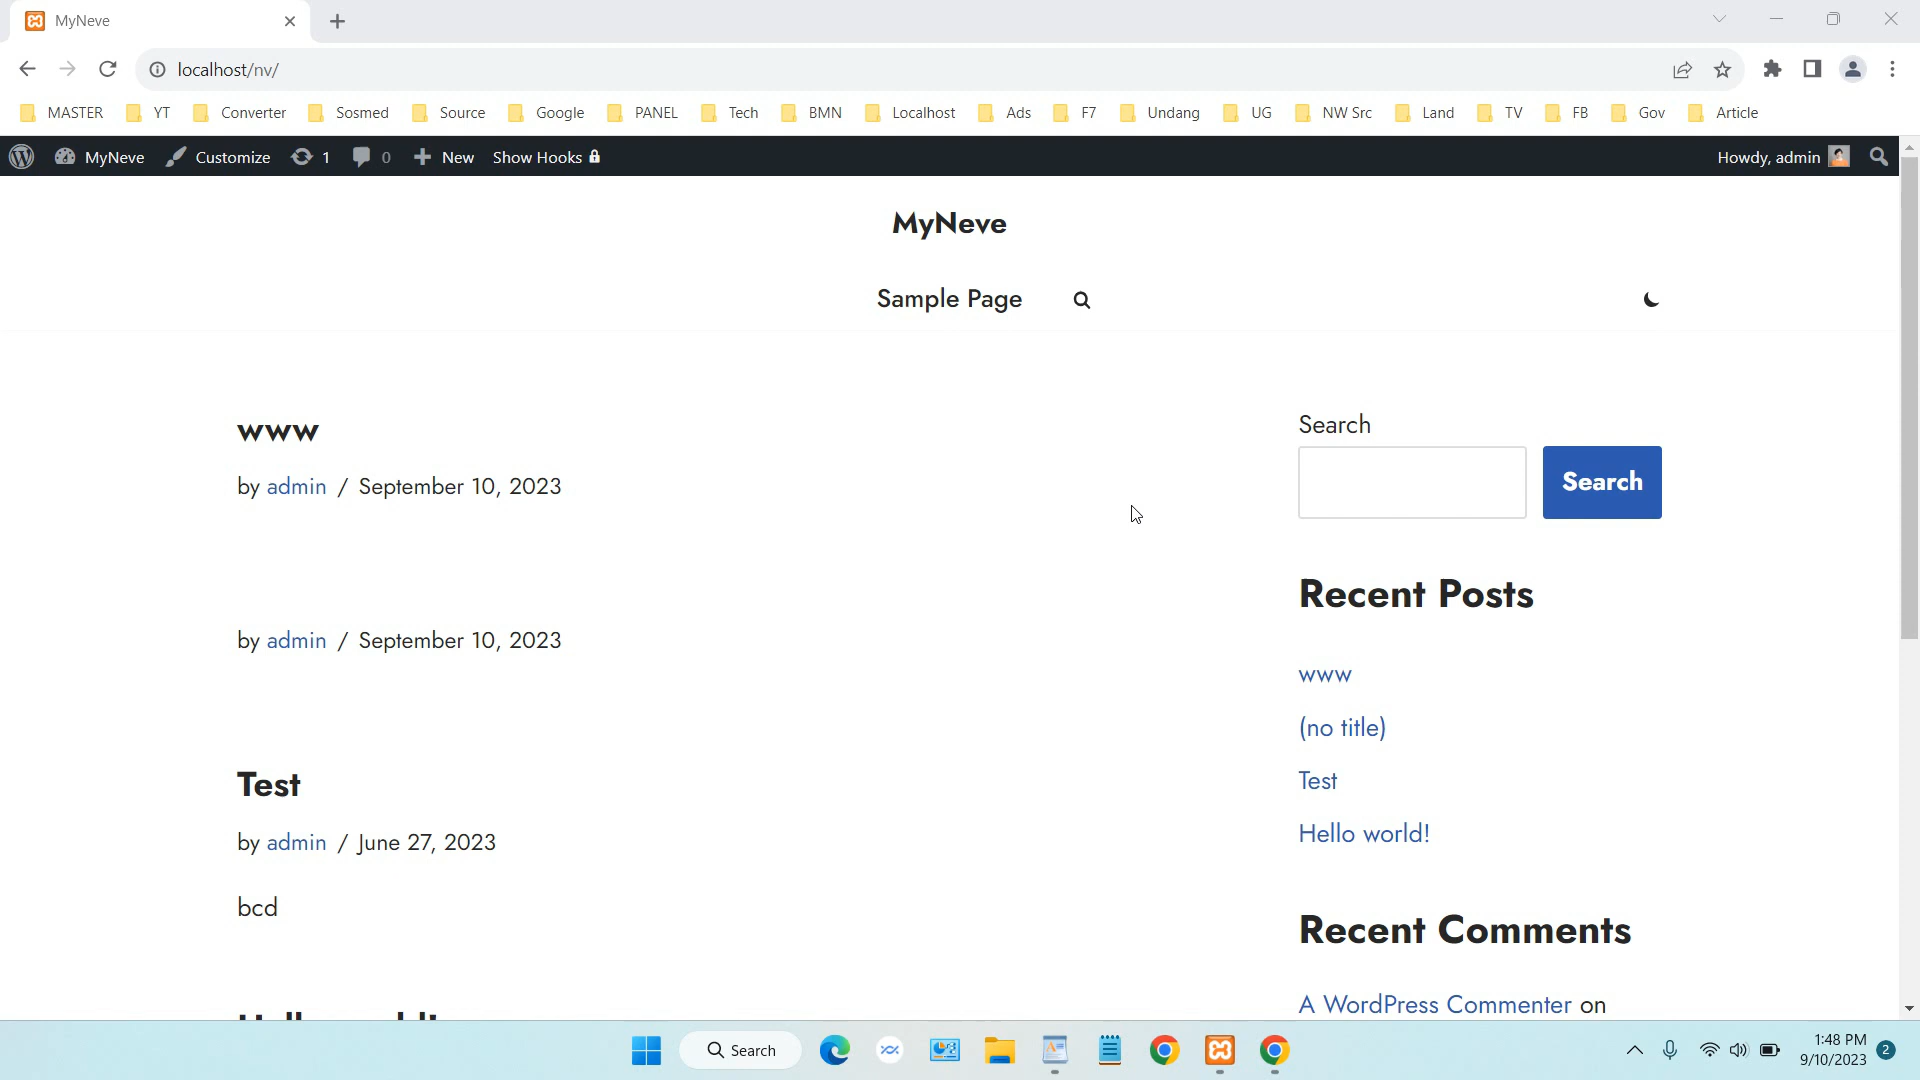 MyNeve
localhost/nv/
MASTER YT Converter Sosmed Source Google PANEL Tech BMN Localhost Ads F7 Undang UG NW Src Land TV FB Gov Article
MyNeve Customize 1 0 New Show Hooks Howdy, admin
MyNeve
Sample Page
www
by admin / September 10, 2023
by admin / September 10, 2023
Test
by admin / June 27, 2023
bcd
Search
Search
Recent Posts
www
(no title)
Test
Hello world!
Recent Comments
A WordPress Commenter on
Search
1:48 PM
9/10/2023
2